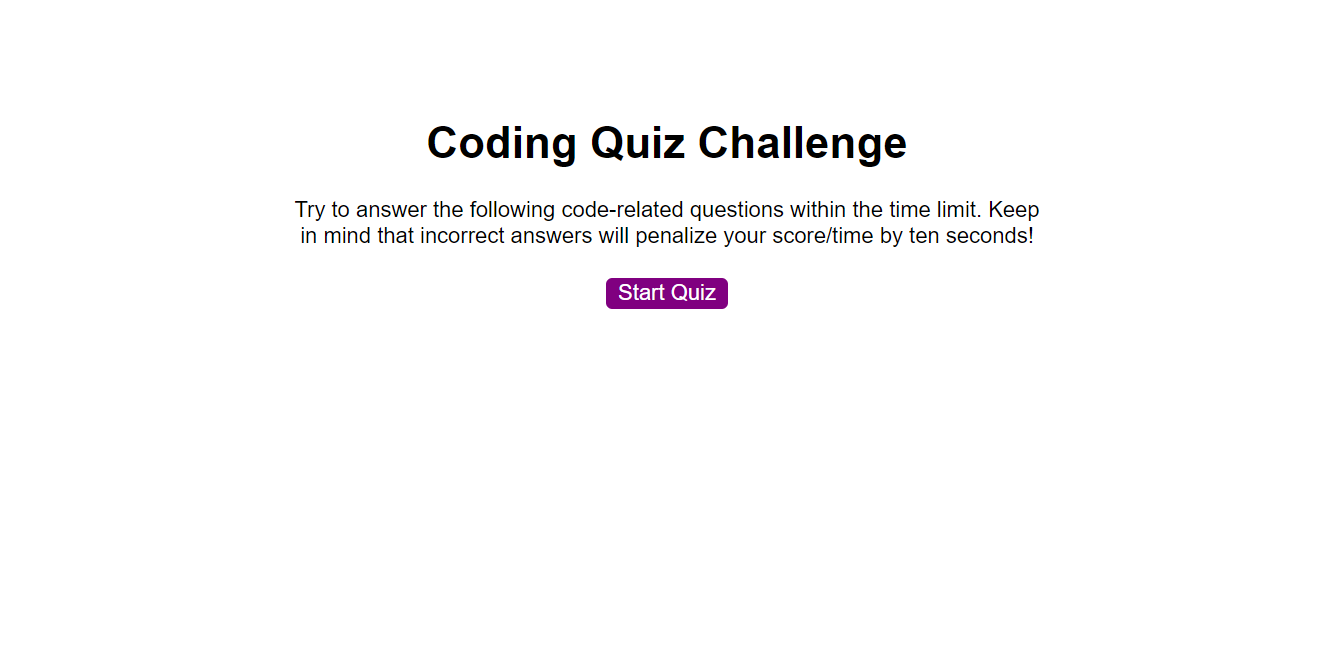 Coding Quiz Challenge
Try to answer the following code-related questions within the time limit. Keep
in mind that incorrect answers will penalize your score/time by ten seconds!
Start Quiz